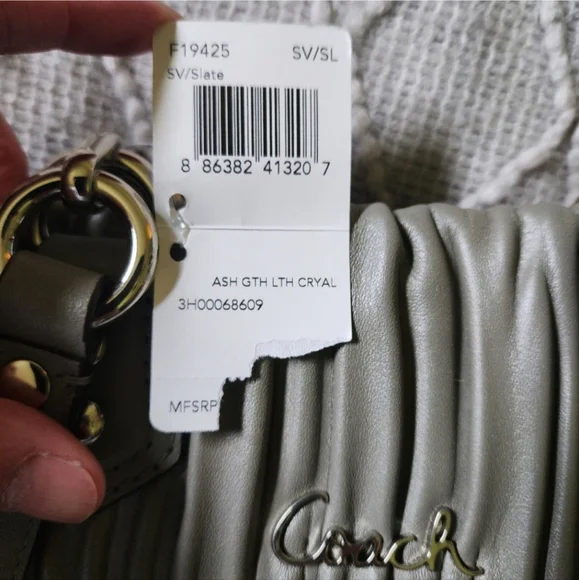 F19425 SV/SL
SV/Slate
8 86382 41320 7
ASH GTH LTH CRYAL
3H00068609
MFSRP
Coach